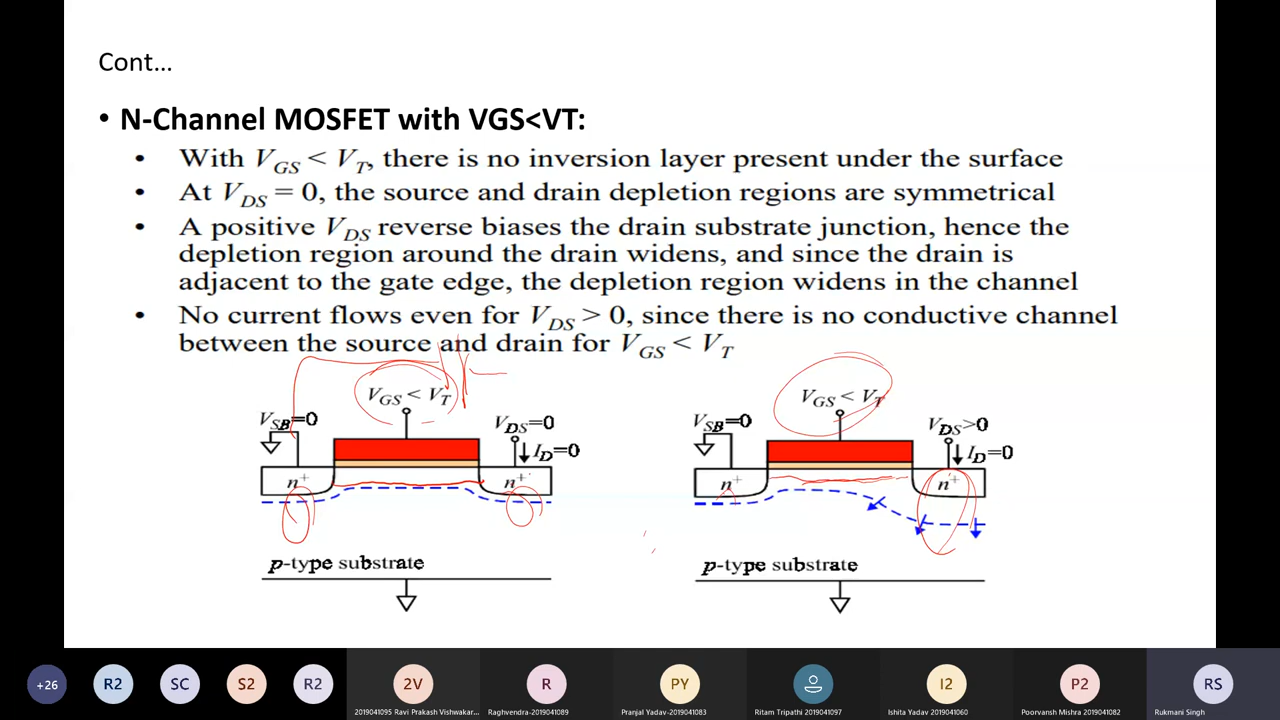 Cont...
• N-Channel MOSFET with VGS<VT:
• With VGS < VT, there is no inversion layer present under the surface
• At VDS = 0, the source and drain depletion regions are symmetrical
• A positive VDS reverse biases the drain substrate junction, hence the
depletion region around the drain widens, and since the drain is
adjacent to the gate edge, the depletion region widens in the channel
• No current flows even for VDS > 0, since there is no conductive channel
between the source and drain for VGS < VT
VGS < VT
VSB=0
VDS=0
ID=0
n+
n+
p-type substrate
VGS < VT
VSB=0
VDS>0
ID=0
n+
n+
p-type substrate
+26
R2
SC
S2
R2
2V
2019041095 Ravi Prakash Vishwakar...
R
Raghvendra-2019041089
PY
Pranjal Yadav-2019041083
Ritam Tripathi 2019041097
I2
Ishita Yadav 2019041060
P2
Poorvansh Mishra 2019041082
RS
Rukmani Singh